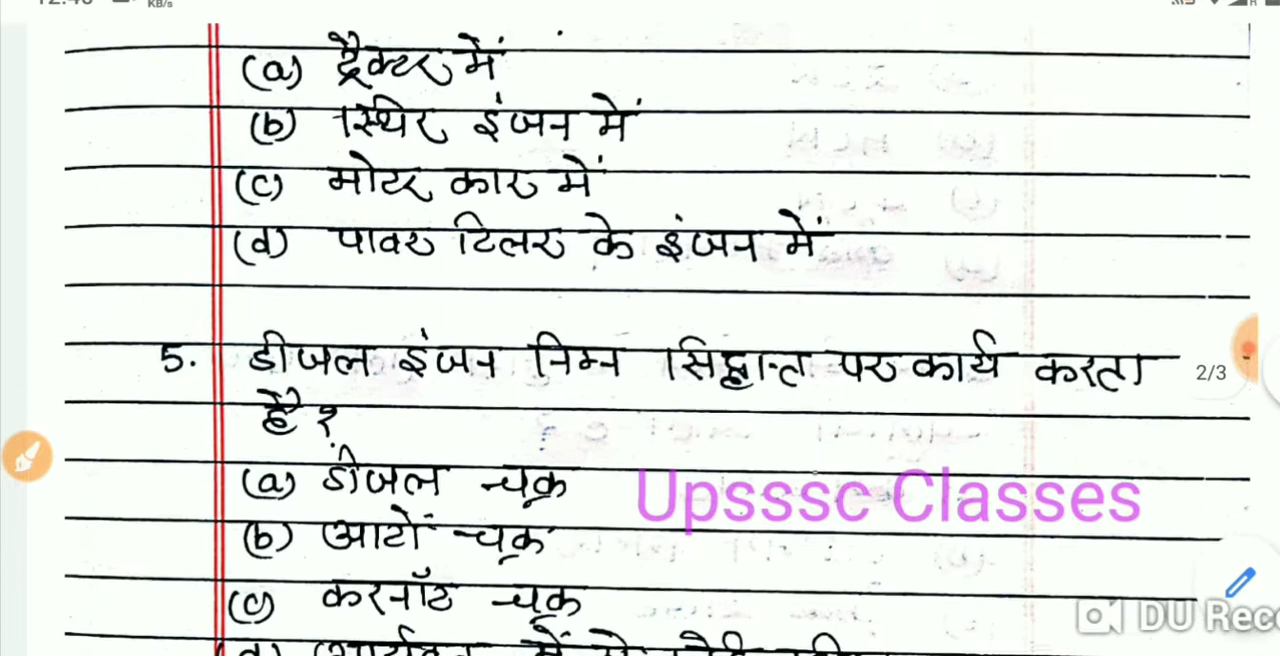 KB/s
(a) ट्रैक्टर में
(b) स्थिर इंजन में
(c) मोटर कार में
(d) पावर टिलर के इंजन में
5. डीजल इंजन निम्न सिद्धान्त पर कार्य करता
2/3
है?
(a) डीजल चक्र
Upsssc Classes
(b) आटों चक्र
(c) करनॉट चक्र
DU Rec